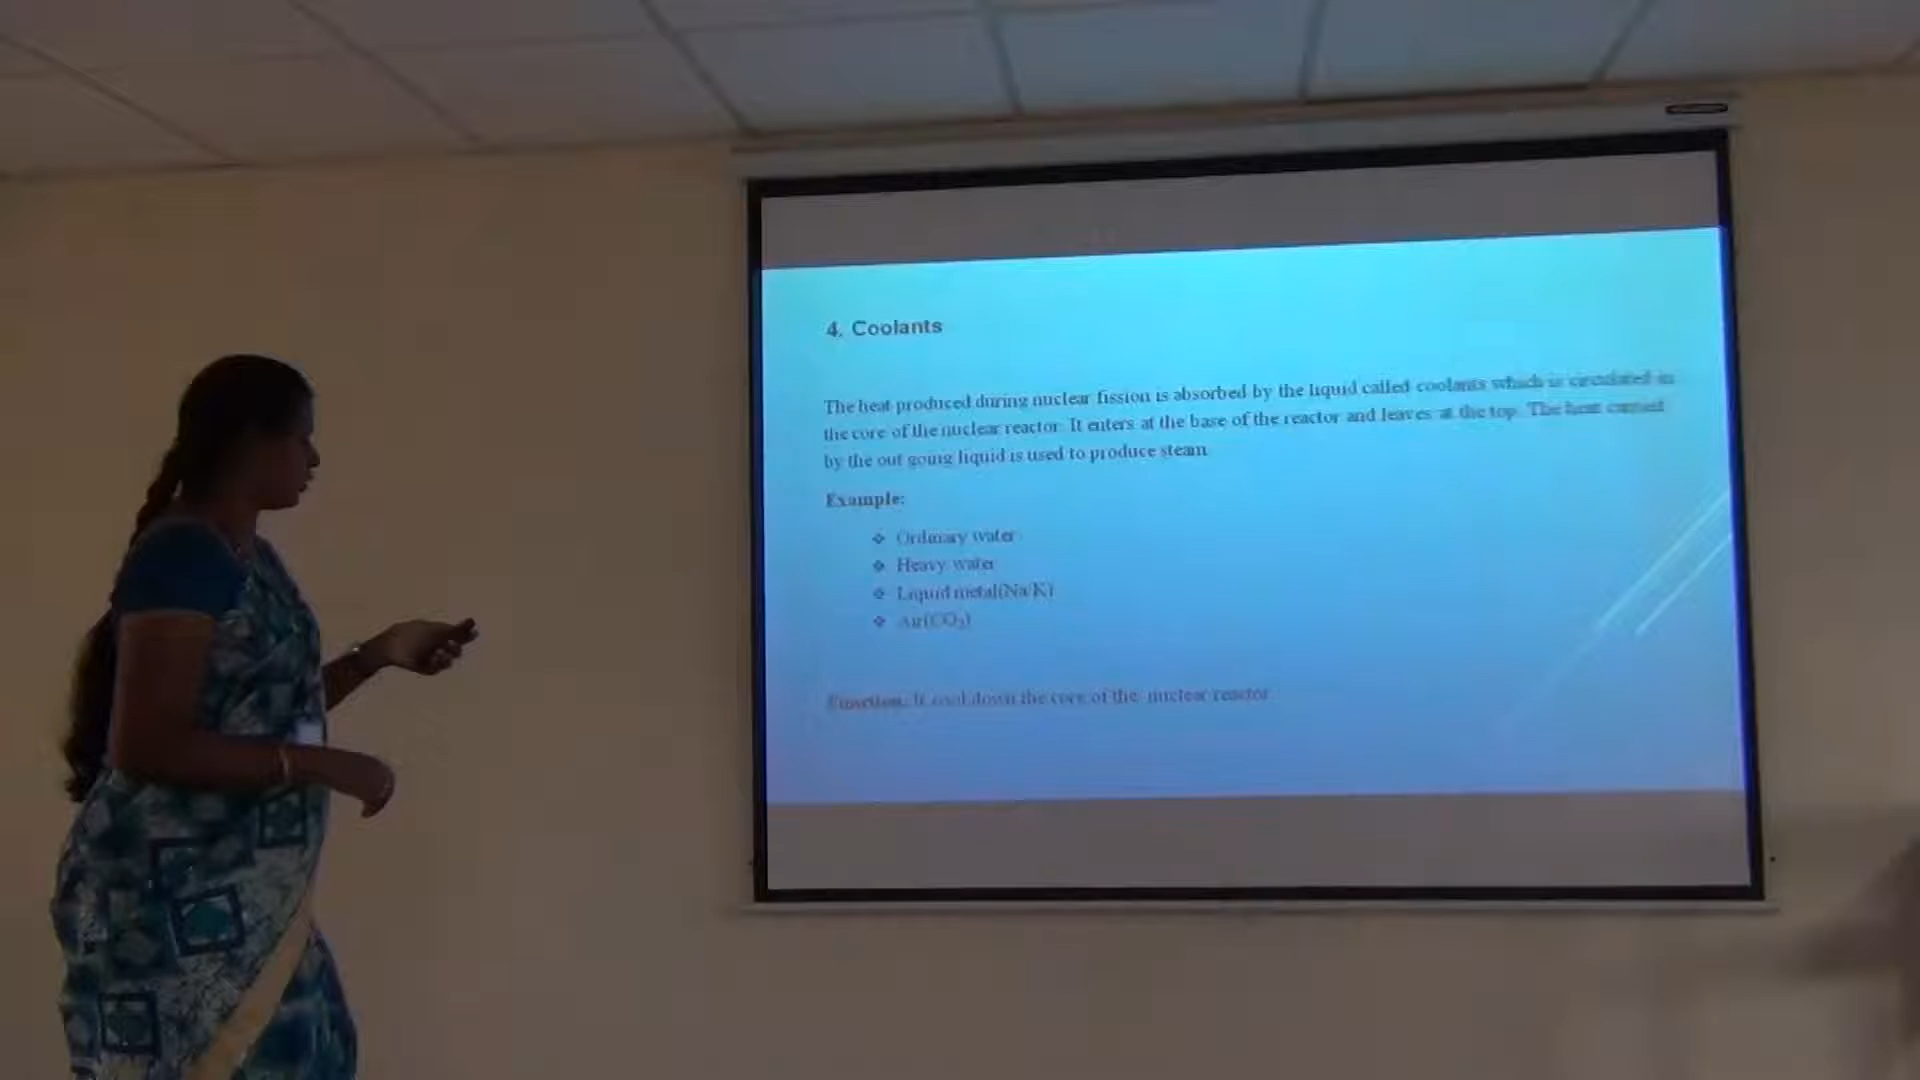 4. Coolants
The heat produced during nuclear fission is absorbed by the liquid called coolants which is circulated in
the core of the nuclear reactor. It enters at the base of the reactor and leaves at the top. The heat carried
by the out going liquid is used to produce steam
Example:
❖ Ordinary water
❖ Heavy water
❖ Liquid metal(Na/K)
❖ Air(CO₂)
Function: It cool down the core of the nuclear reactor